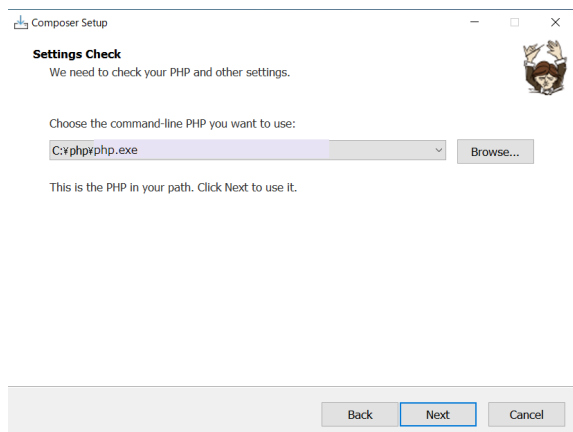 Composer Setup
Settings Check
We need to check your PHP and other settings.
Choose the command-line PHP you want to use:
C:¥php¥php.exe
Browse...
This is the PHP in your path. Click Next to use it.
Back
Next
Cancel